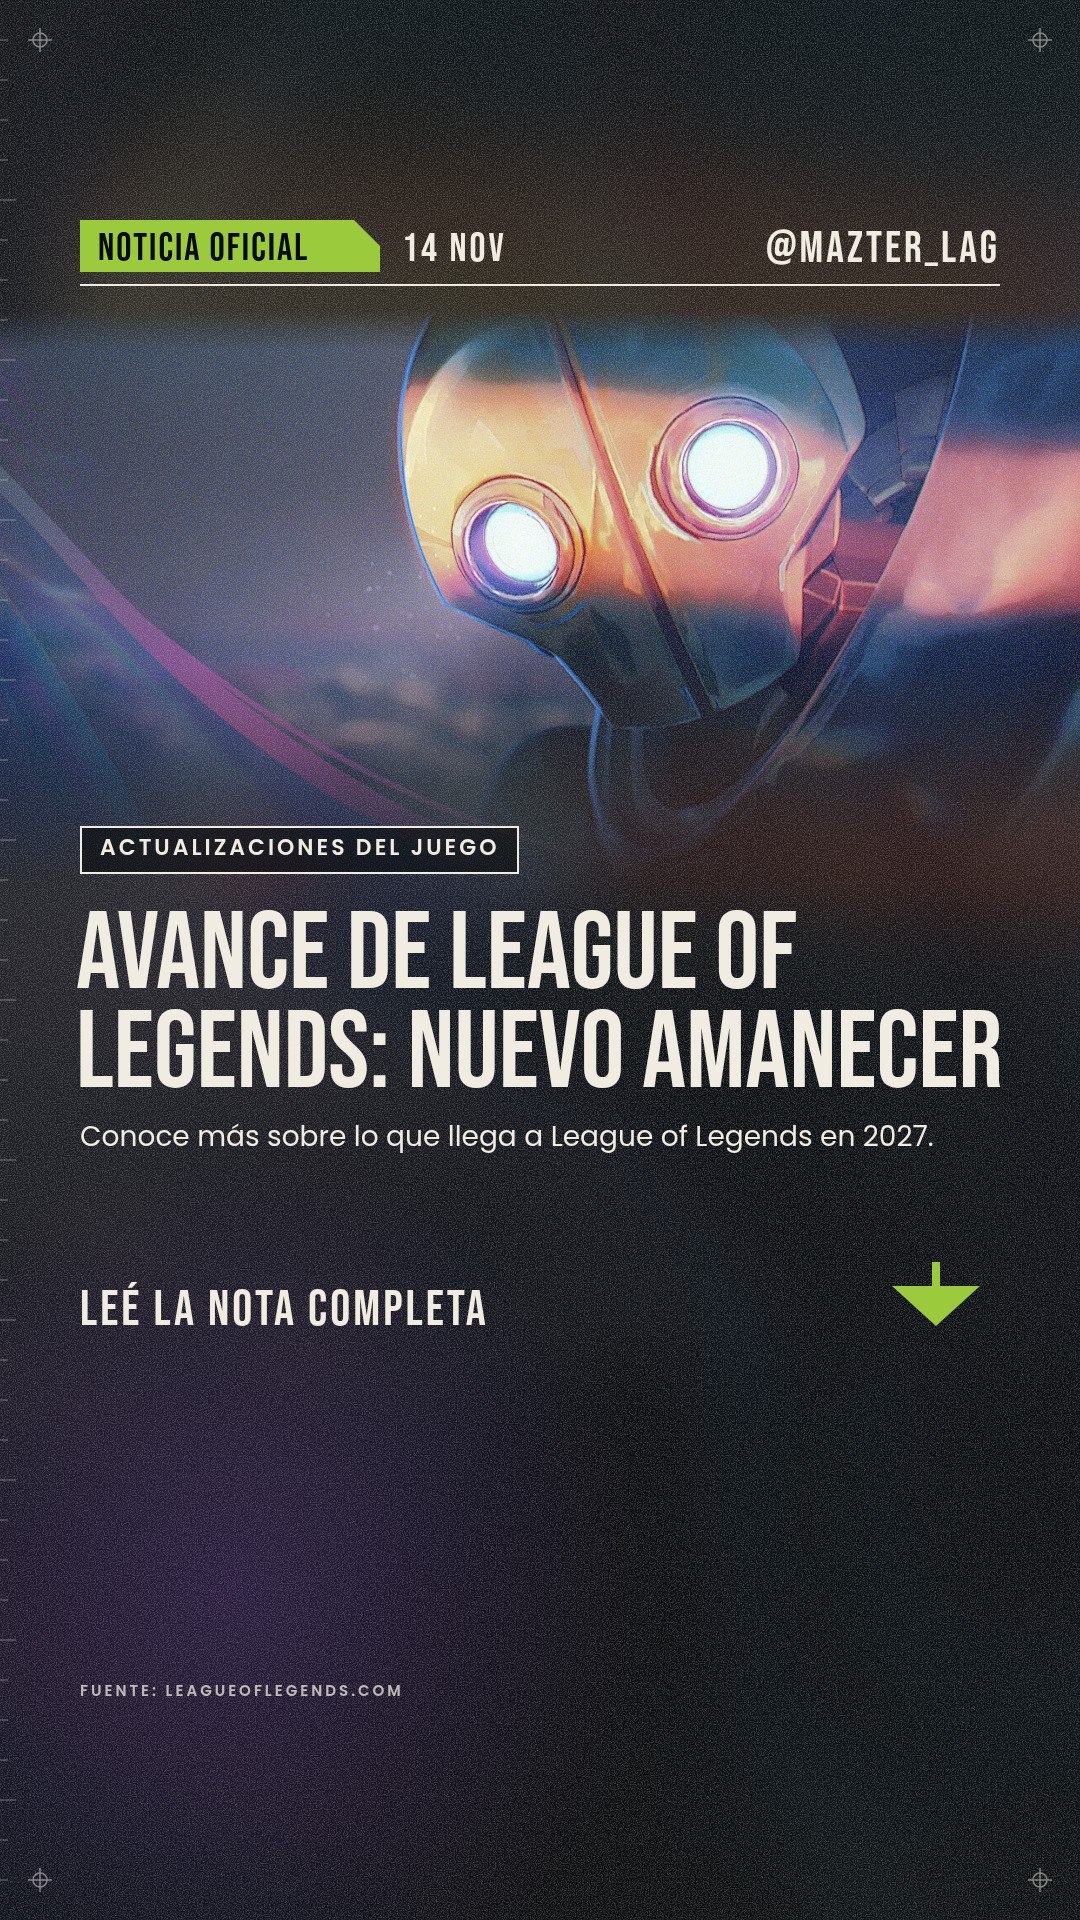 NOTICIA OFICIAL
14 NOV
@MAZTER_LAG
ACTUALIZACIONES DEL JUEGO
AVANCE DE LEAGUE OF
LEGENDS: NUEVO AMANECER
Conoce más sobre lo que llega a League of Legends en 2027.
LEÉ LA NOTA COMPLETA
FUENTE: LEAGUEOFLEGENDS.COM